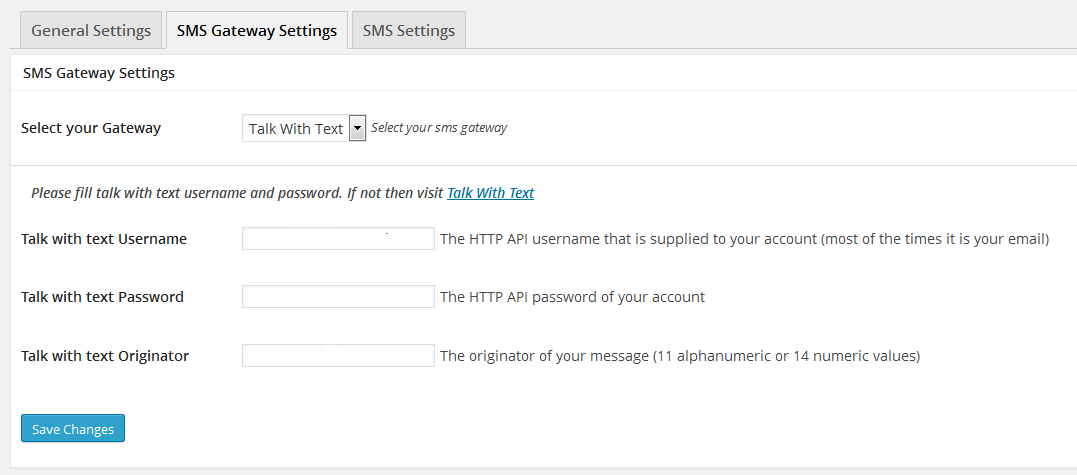 General Settings
SMS Gateway Settings
SMS Settings
SMS Gateway Settings
Select your Gateway
Talk With Text
Select your sms gateway
Please fill talk with text username and password. If not then visit Talk With Text
Talk with text Username
The HTTP API username that is supplied to your account (most of the times it is your email)
Talk with text Password
The HTTP API password of your account
Talk with text Originator
The originator of your message (11 alphanumeric or 14 numeric values)
Save Changes